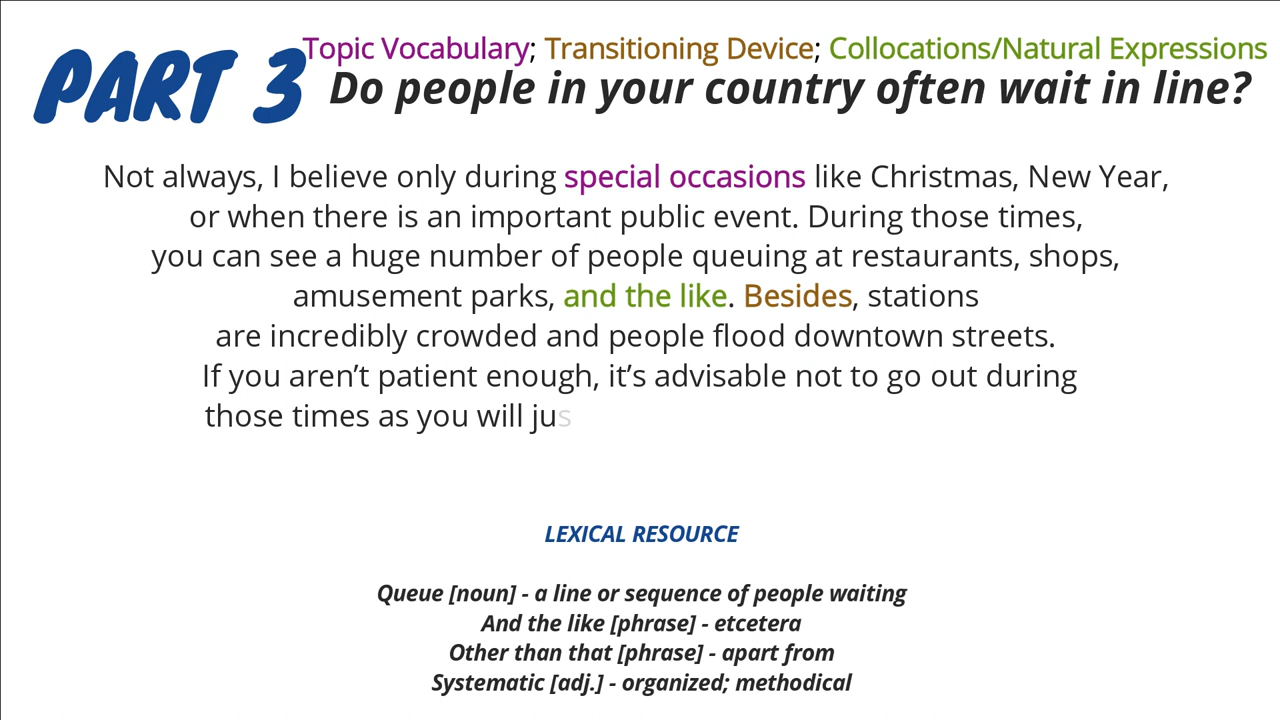 PART 3
Topic Vocabulary; Transitioning Device; Collocations/Natural Expressions
Do people in your country often wait in line?
Not always, I believe only during special occasions like Christmas, New Year,
or when there is an important public event. During those times,
you can see a huge number of people queuing at restaurants, shops,
amusement parks, and the like. Besides, stations
are incredibly crowded and people flood downtown streets.
If you aren’t patient enough, it’s advisable not to go out during
those times as you will jus
LEXICAL RESOURCE
Queue [noun] - a line or sequence of people waiting
And the like [phrase] - etcetera
Other than that [phrase] - apart from
Systematic [adj.] - organized; methodical